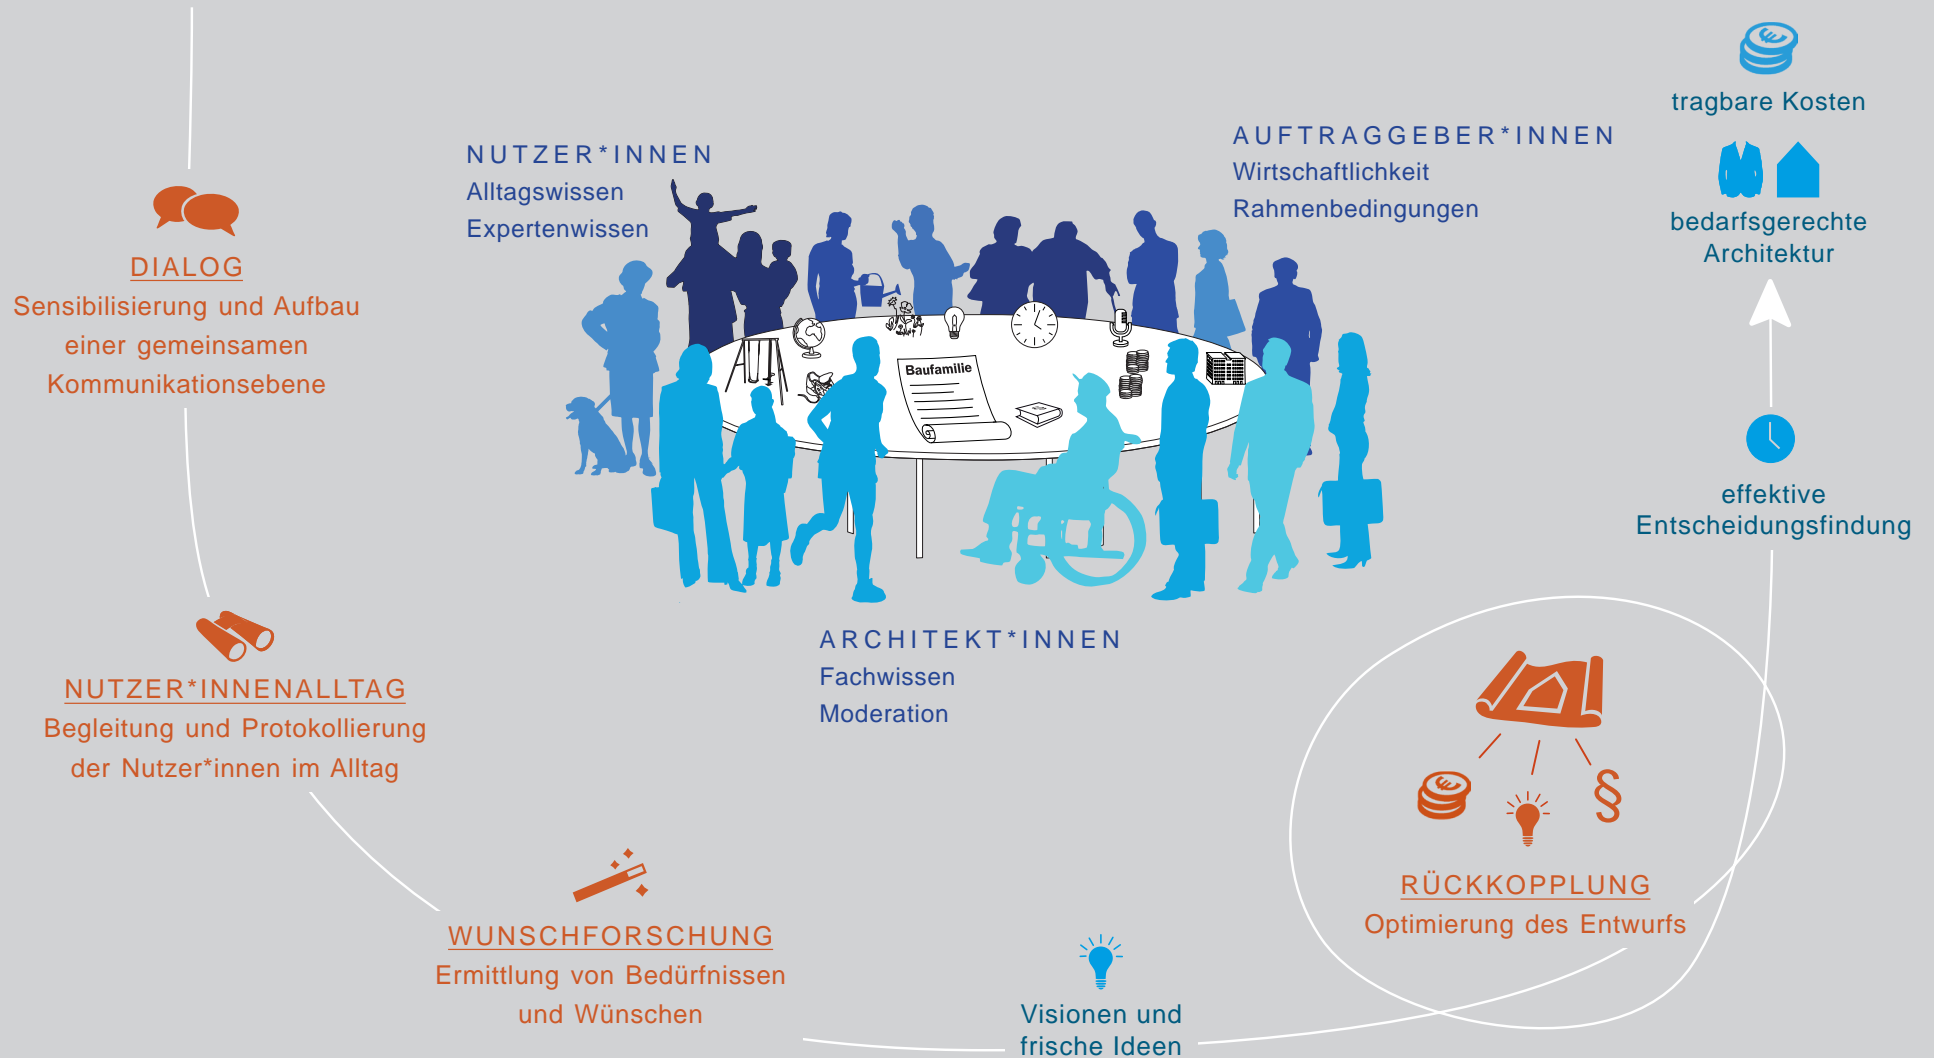 DIALOG
Sensibilisierung und Aufbau
einer gemeinsamen
Kommunikationsebene
NUTZER*INNENALLTAG
Begleitung und Protokollierung
der Nutzer*innen im Alltag
WUNSCHFORSCHUNG
Ermittlung von Bedürfnissen
und Wünschen
NUTZER*INNEN
Alltagswissen
Expertenwissen
AUFTRAGGEBER*INNEN
Wirtschaftlichkeit
Rahmenbedingungen
Baufamilie
ARCHITEKT*INNEN
Fachwissen
Moderation
Visionen und
frische Ideen
§
RÜCKKOPPLUNG
Optimierung des Entwurfs
effektive
Entscheidungsfindung
bedarfsgerechte
Architektur
tragbare Kosten